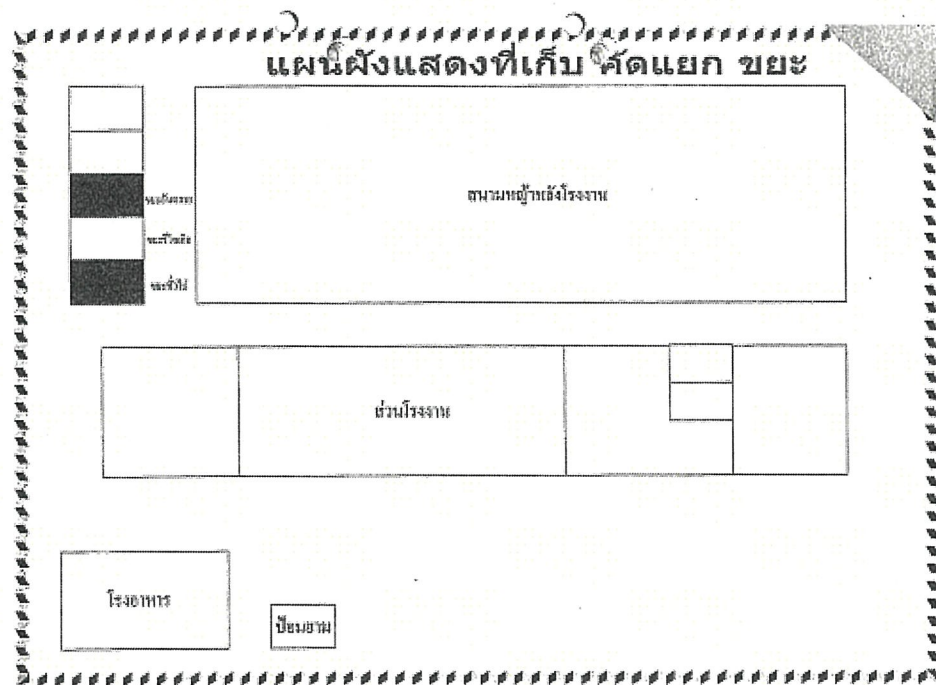 แผนผังแสดงที่เก็บ คัดแยก ขยะ
ขยะอันตราย
สนามหญ้าหลังโรงงาน
ขยะรีไซเคิล
ขยะทั่วไป
ส่วนโรงงาน
โรงอาหาร
ป้อมยาม